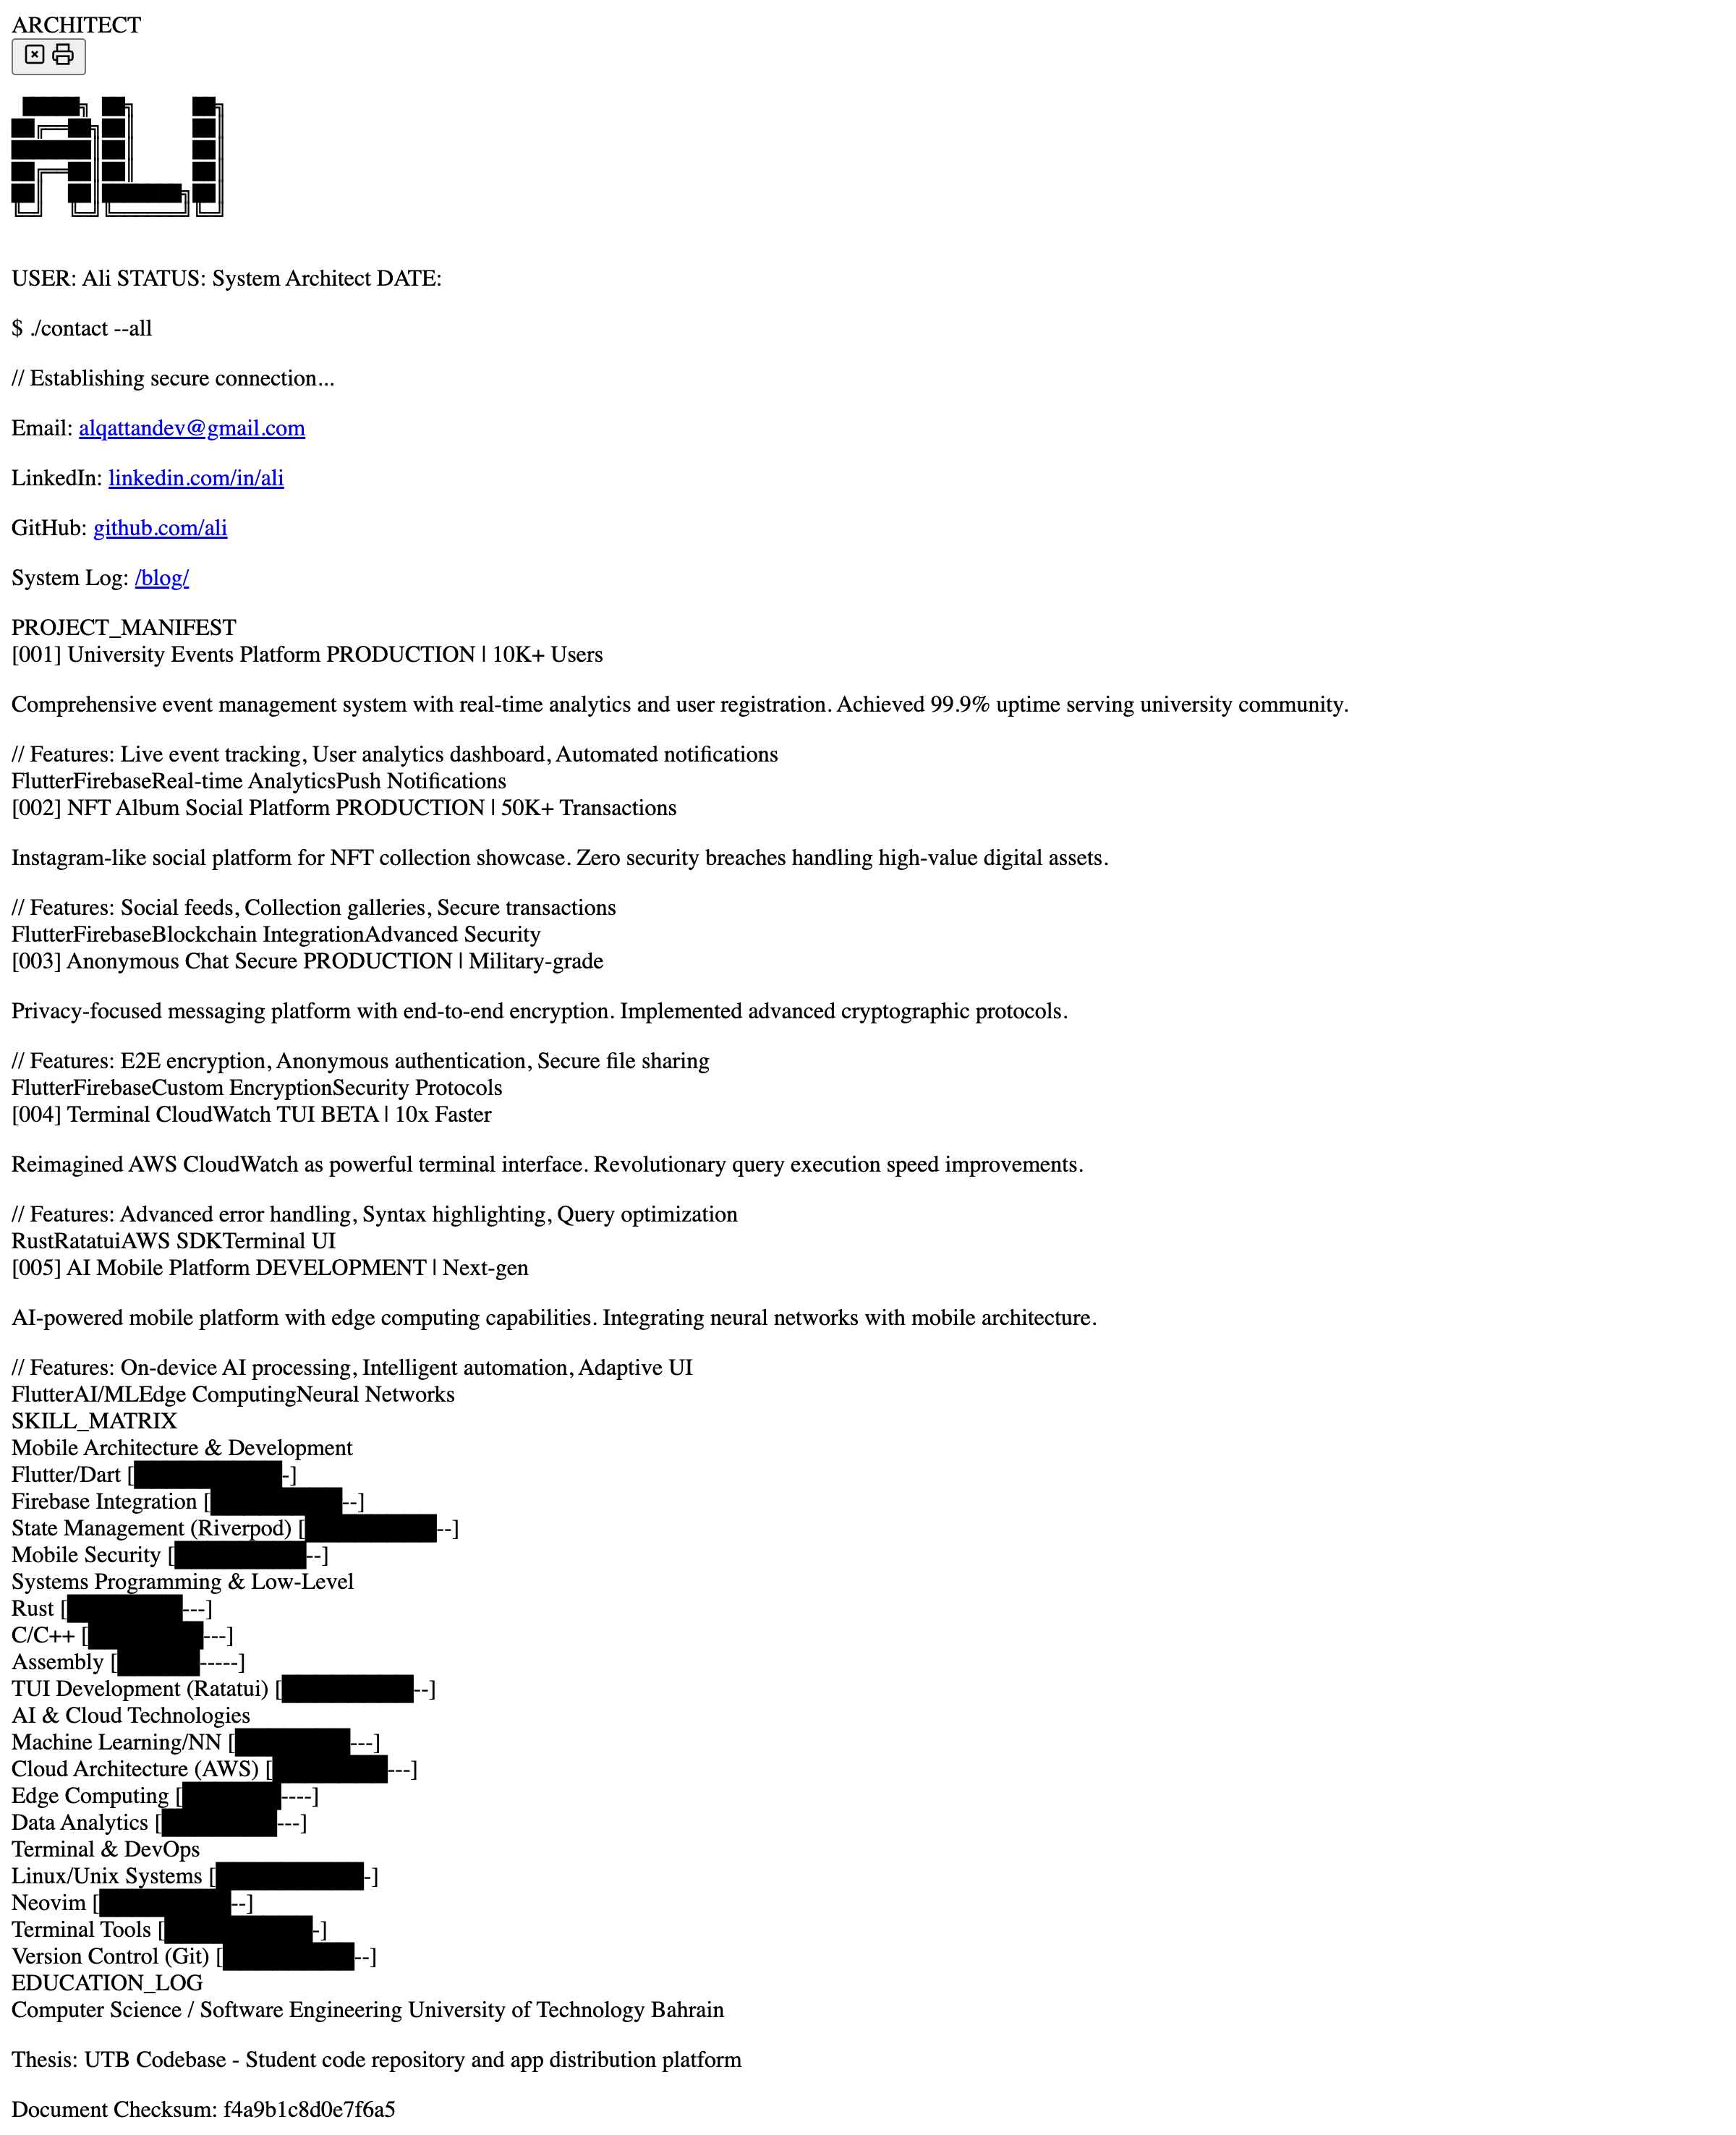 ARCHITECT
ALI
USER: Ali STATUS: System Architect DATE:
$ ./contact --all
// Establishing secure connection...
Email: alqattandev@gmail.com
LinkedIn: linkedin.com/in/ali
GitHub: github.com/ali
System Log: /blog/
PROJECT_MANIFEST
[001] University Events Platform PRODUCTION | 10K+ Users
Comprehensive event management system with real-time analytics and user registration. Achieved 99.9% uptime serving university community.
// Features: Live event tracking, User analytics dashboard, Automated notifications
FlutterFirebaseReal-time AnalyticsPush Notifications
[002] NFT Album Social Platform PRODUCTION | 50K+ Transactions
Instagram-like social platform for NFT collection showcase. Zero security breaches handling high-value digital assets.
// Features: Social feeds, Collection galleries, Secure transactions
FlutterFirebaseBlockchain IntegrationAdvanced Security
[003] Anonymous Chat Secure PRODUCTION | Military-grade
Privacy-focused messaging platform with end-to-end encryption. Implemented advanced cryptographic protocols.
// Features: E2E encryption, Anonymous authentication, Secure file sharing
FlutterFirebaseCustom EncryptionSecurity Protocols
[004] Terminal CloudWatch TUI BETA | 10x Faster
Reimagined AWS CloudWatch as powerful terminal interface. Revolutionary query execution speed improvements.
// Features: Advanced error handling, Syntax highlighting, Query optimization
RustRatatuiAWS SDKTerminal UI
[005] AI Mobile Platform DEVELOPMENT | Next-gen
AI-powered mobile platform with edge computing capabilities. Integrating neural networks with mobile architecture.
// Features: On-device AI processing, Intelligent automation, Adaptive UI
FlutterAI/MLEdge ComputingNeural Networks
SKILL_MATRIX
Mobile Architecture & Development
Flutter/Dart [█████████-]
Firebase Integration [████████--]
State Management (Riverpod) [████████--]
Mobile Security [████████--]
Systems Programming & Low-Level
Rust [███████---]
C/C++ [███████---]
Assembly [█████-----]
TUI Development (Ratatui) [████████--]
AI & Cloud Technologies
Machine Learning/NN [███████---]
Cloud Architecture (AWS) [███████---]
Edge Computing [██████----]
Data Analytics [███████---]
Terminal & DevOps
Linux/Unix Systems [█████████-]
Neovim [████████--]
Terminal Tools [█████████-]
Version Control (Git) [████████--]
EDUCATION_LOG
Computer Science / Software Engineering University of Technology Bahrain
Thesis: UTB Codebase - Student code repository and app distribution platform
Document Checksum: f4a9b1c8d0e7f6a5